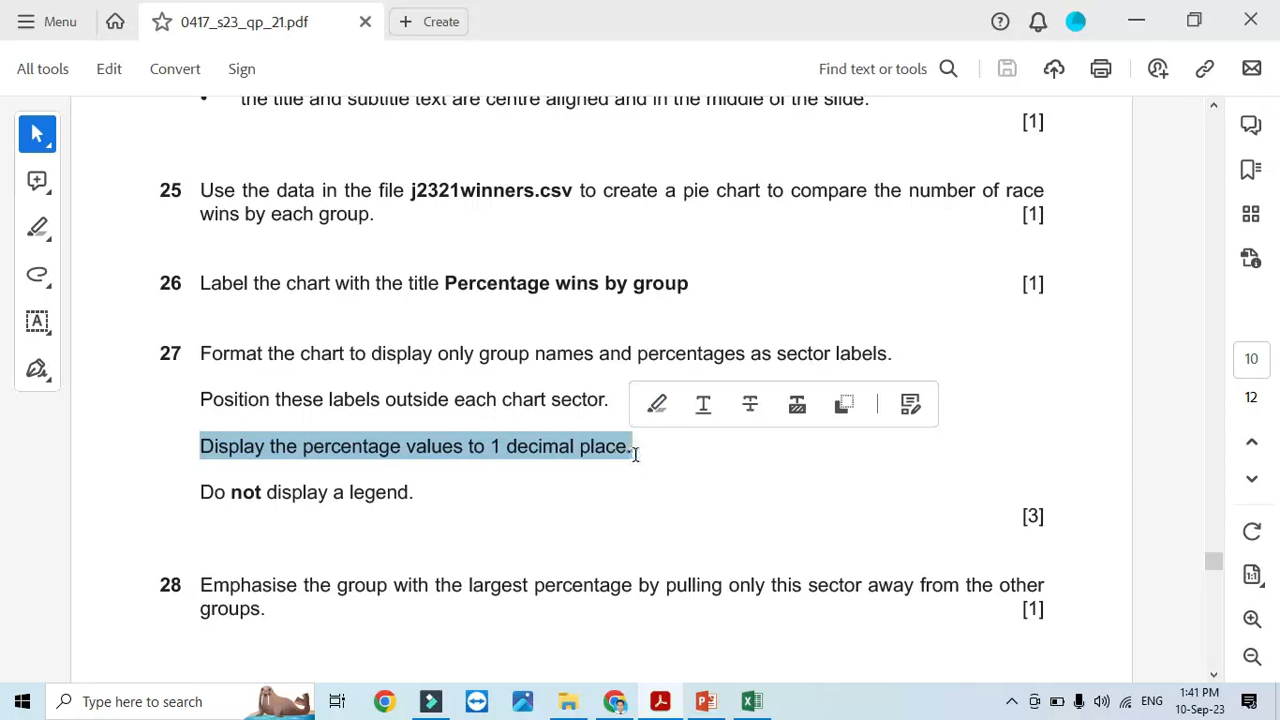 Menu
0417_s23_qp_21.pdf
Create
All tools
Edit
Convert
Sign
Find text or tools
• the title and subtitle text are centre aligned and in the middle of the slide.
[1]
25 Use the data in the file j2321winners.csv to create a pie chart to compare the number of race
wins by each group. [1]
26 Label the chart with the title Percentage wins by group [1]
27 Format the chart to display only group names and percentages as sector labels.
Position these labels outside each chart sector.
Display the percentage values to 1 decimal place.
Do not display a legend.
[3]
28 Emphasise the group with the largest percentage by pulling only this sector away from the other
groups. [1]
10
12
1:1
Type here to search
ENG
1:41 PM
10-Sep-23